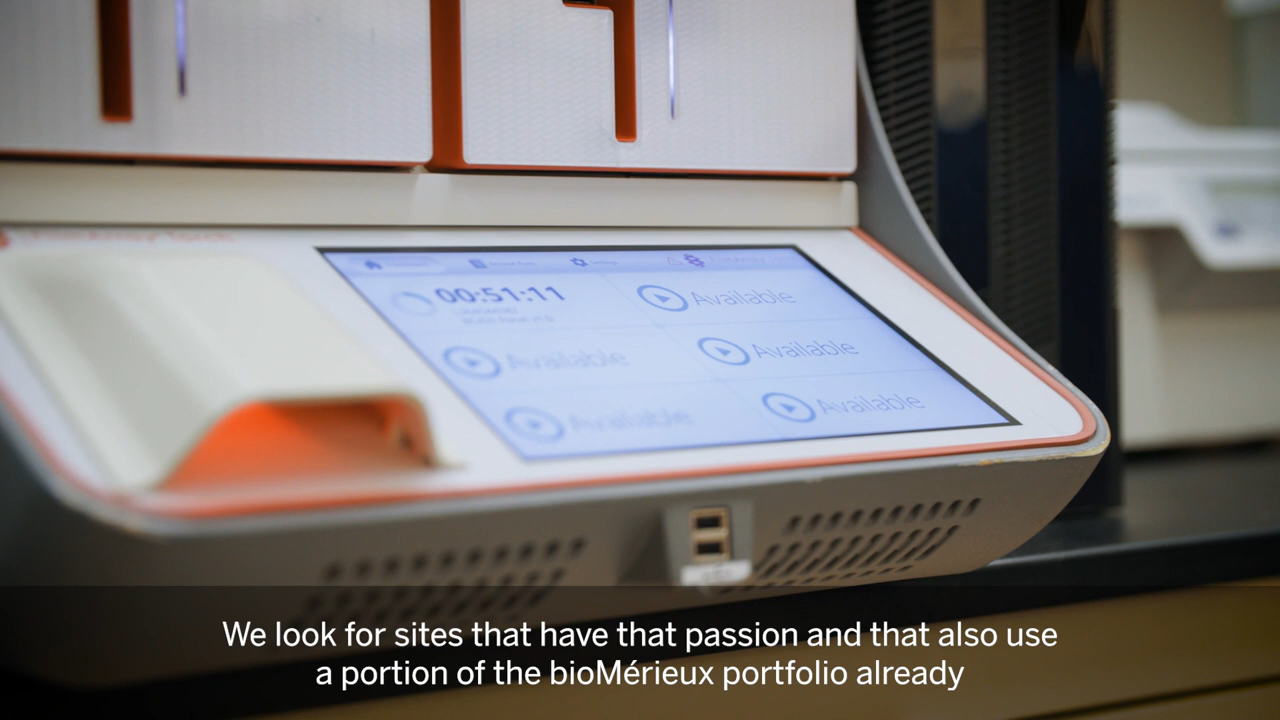 00:51:11
Available
Available
Available
Available
Available
We look for sites that have that passion and that also use
a portion of the bioMérieux portfolio already